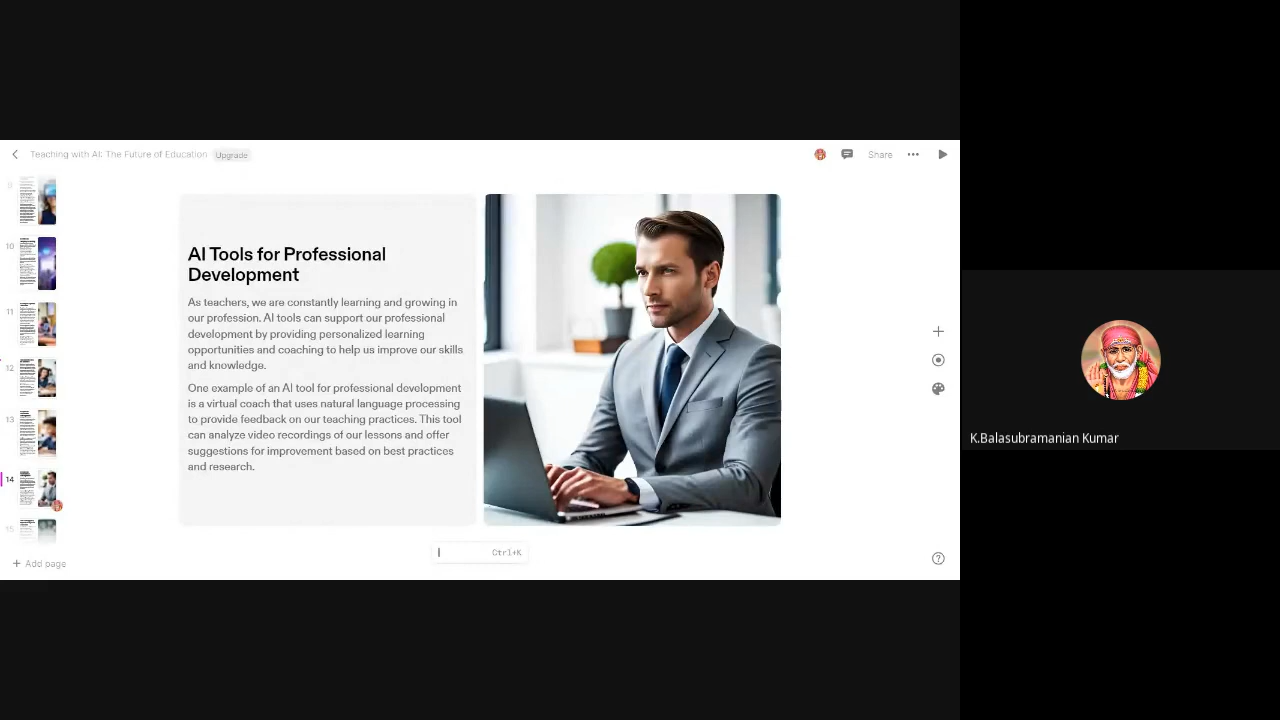 Teaching with AI: The Future of Education Upgrade
Share
9
10
11
12
13
14
15
+ Add page
AI Tools for Professional
Development
As teachers, we are constantly learning and growing in
our profession. AI tools can support our professional
development by providing personalized learning
opportunities and coaching to help us improve our skills
and knowledge.
One example of an AI tool for professional development
is a virtual coach that uses natural language processing
to provide feedback on our teaching practices. This tool
can analyze video recordings of our lessons and offer
suggestions for improvement based on best practices
and research.
Ctrl+K
K.Balasubramanian Kumar